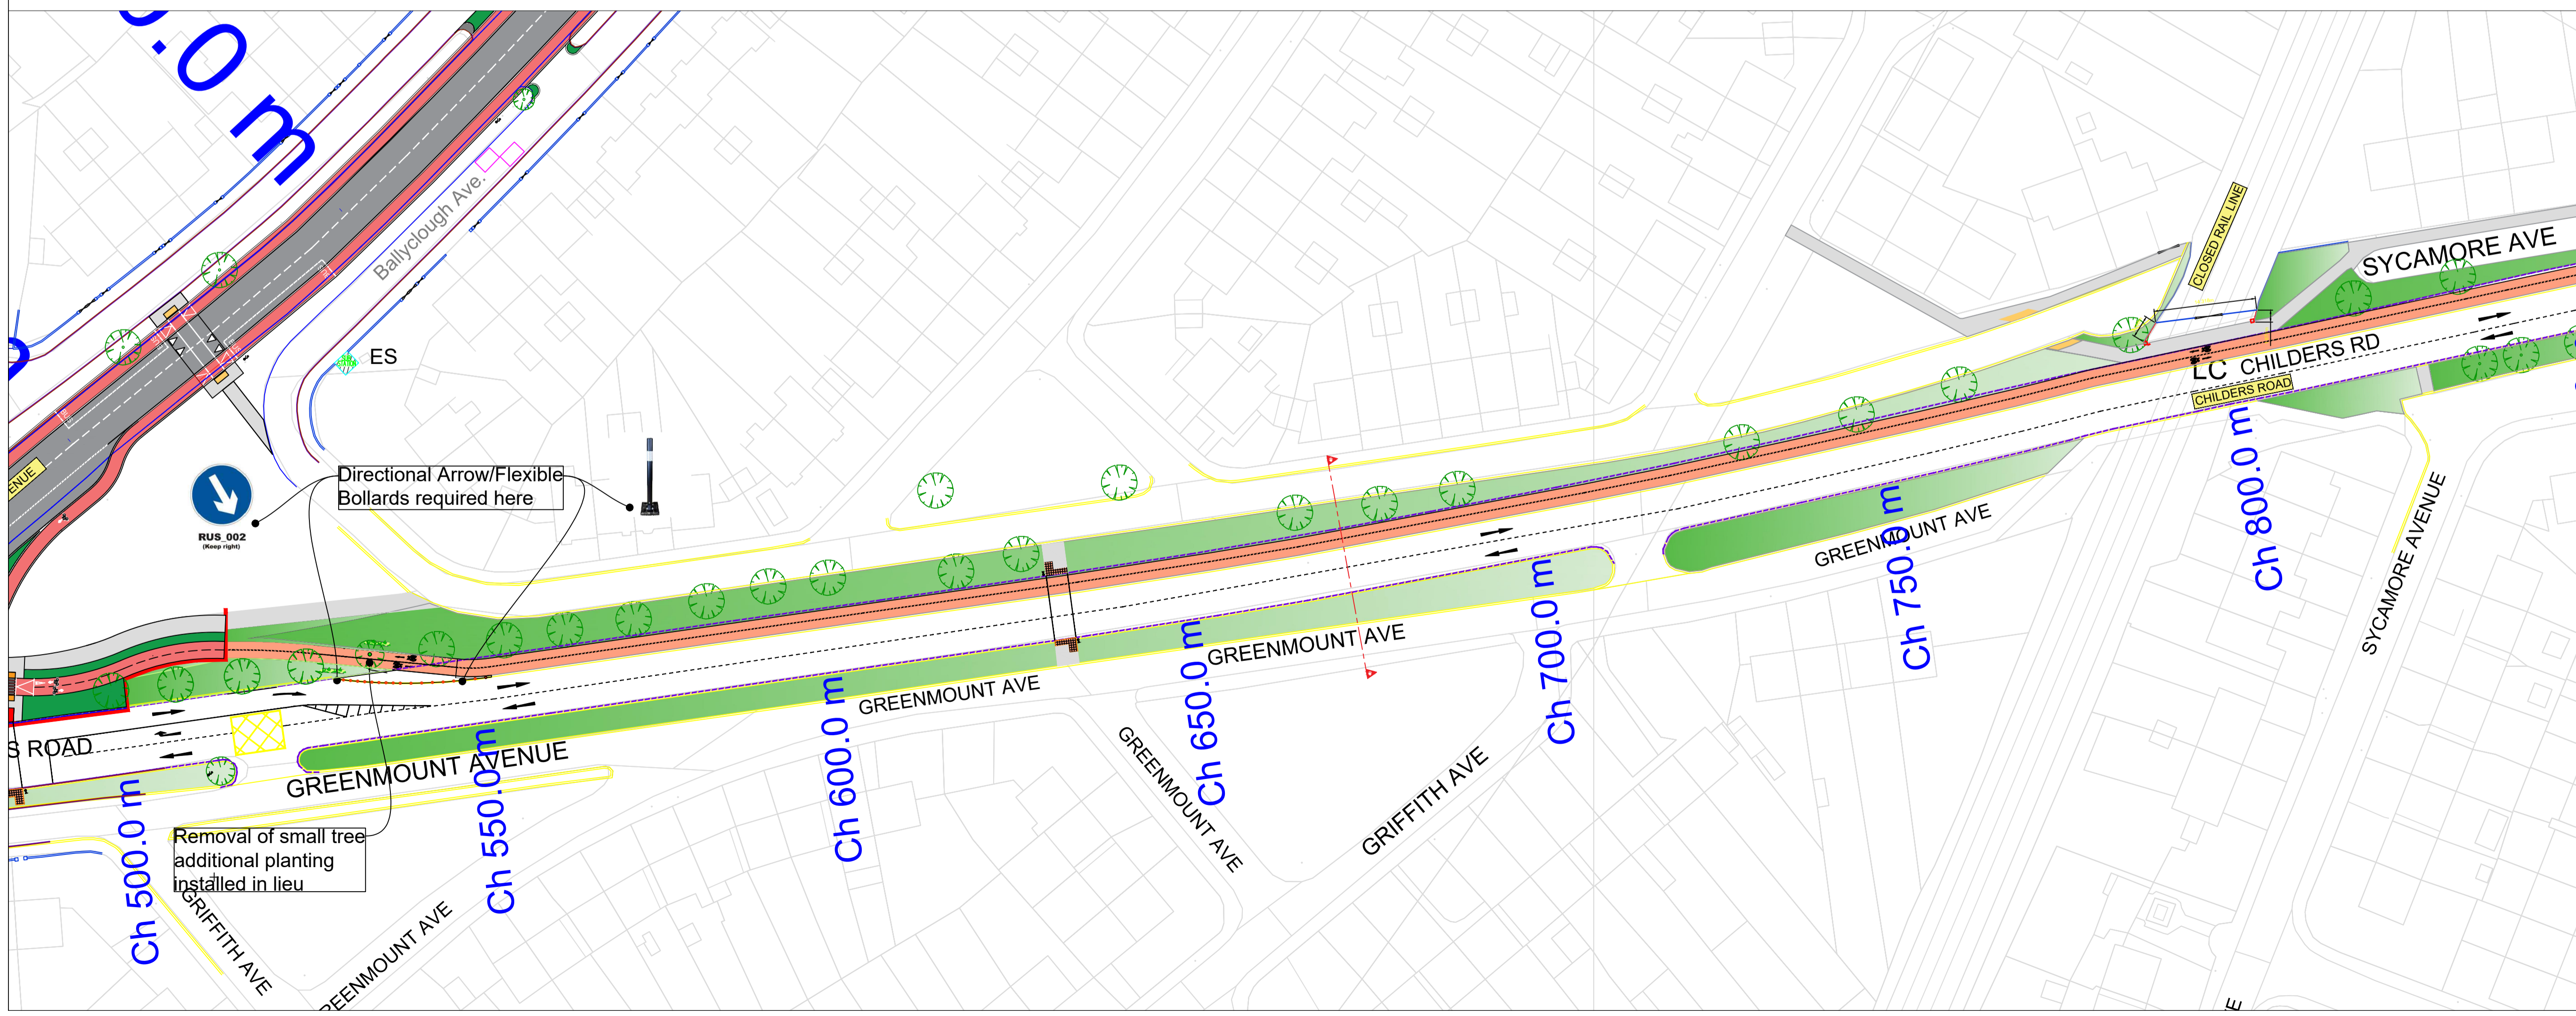 .0 m
Ballyclough Ave.
ES
ENUE
RUS_002
(Keep right)
Directional Arrow/Flexible
Bollards required here
CLOSED RAIL LINE
SYCAMORE AVE
LC CHILDERS RD
CHILDERS ROAD
SYCAMORE AVENUE
GREENMOUNT AVE
GREENMOUNT AVE
GREENMOUNT AVE
GREENMOUNT AVE
GRIFFITH AVE
S ROAD
GREENMOUNT AVENUE
Ch 500.0 m
Ch 550.0 m
Ch 600.0 m
Ch 650.0 m
Ch 700.0 m
Ch 750.0 m
Ch 800.0 m
Removal of small tree
additional planting
installed in lieu
GRIFFITH AVE
REENMOUNT AVE